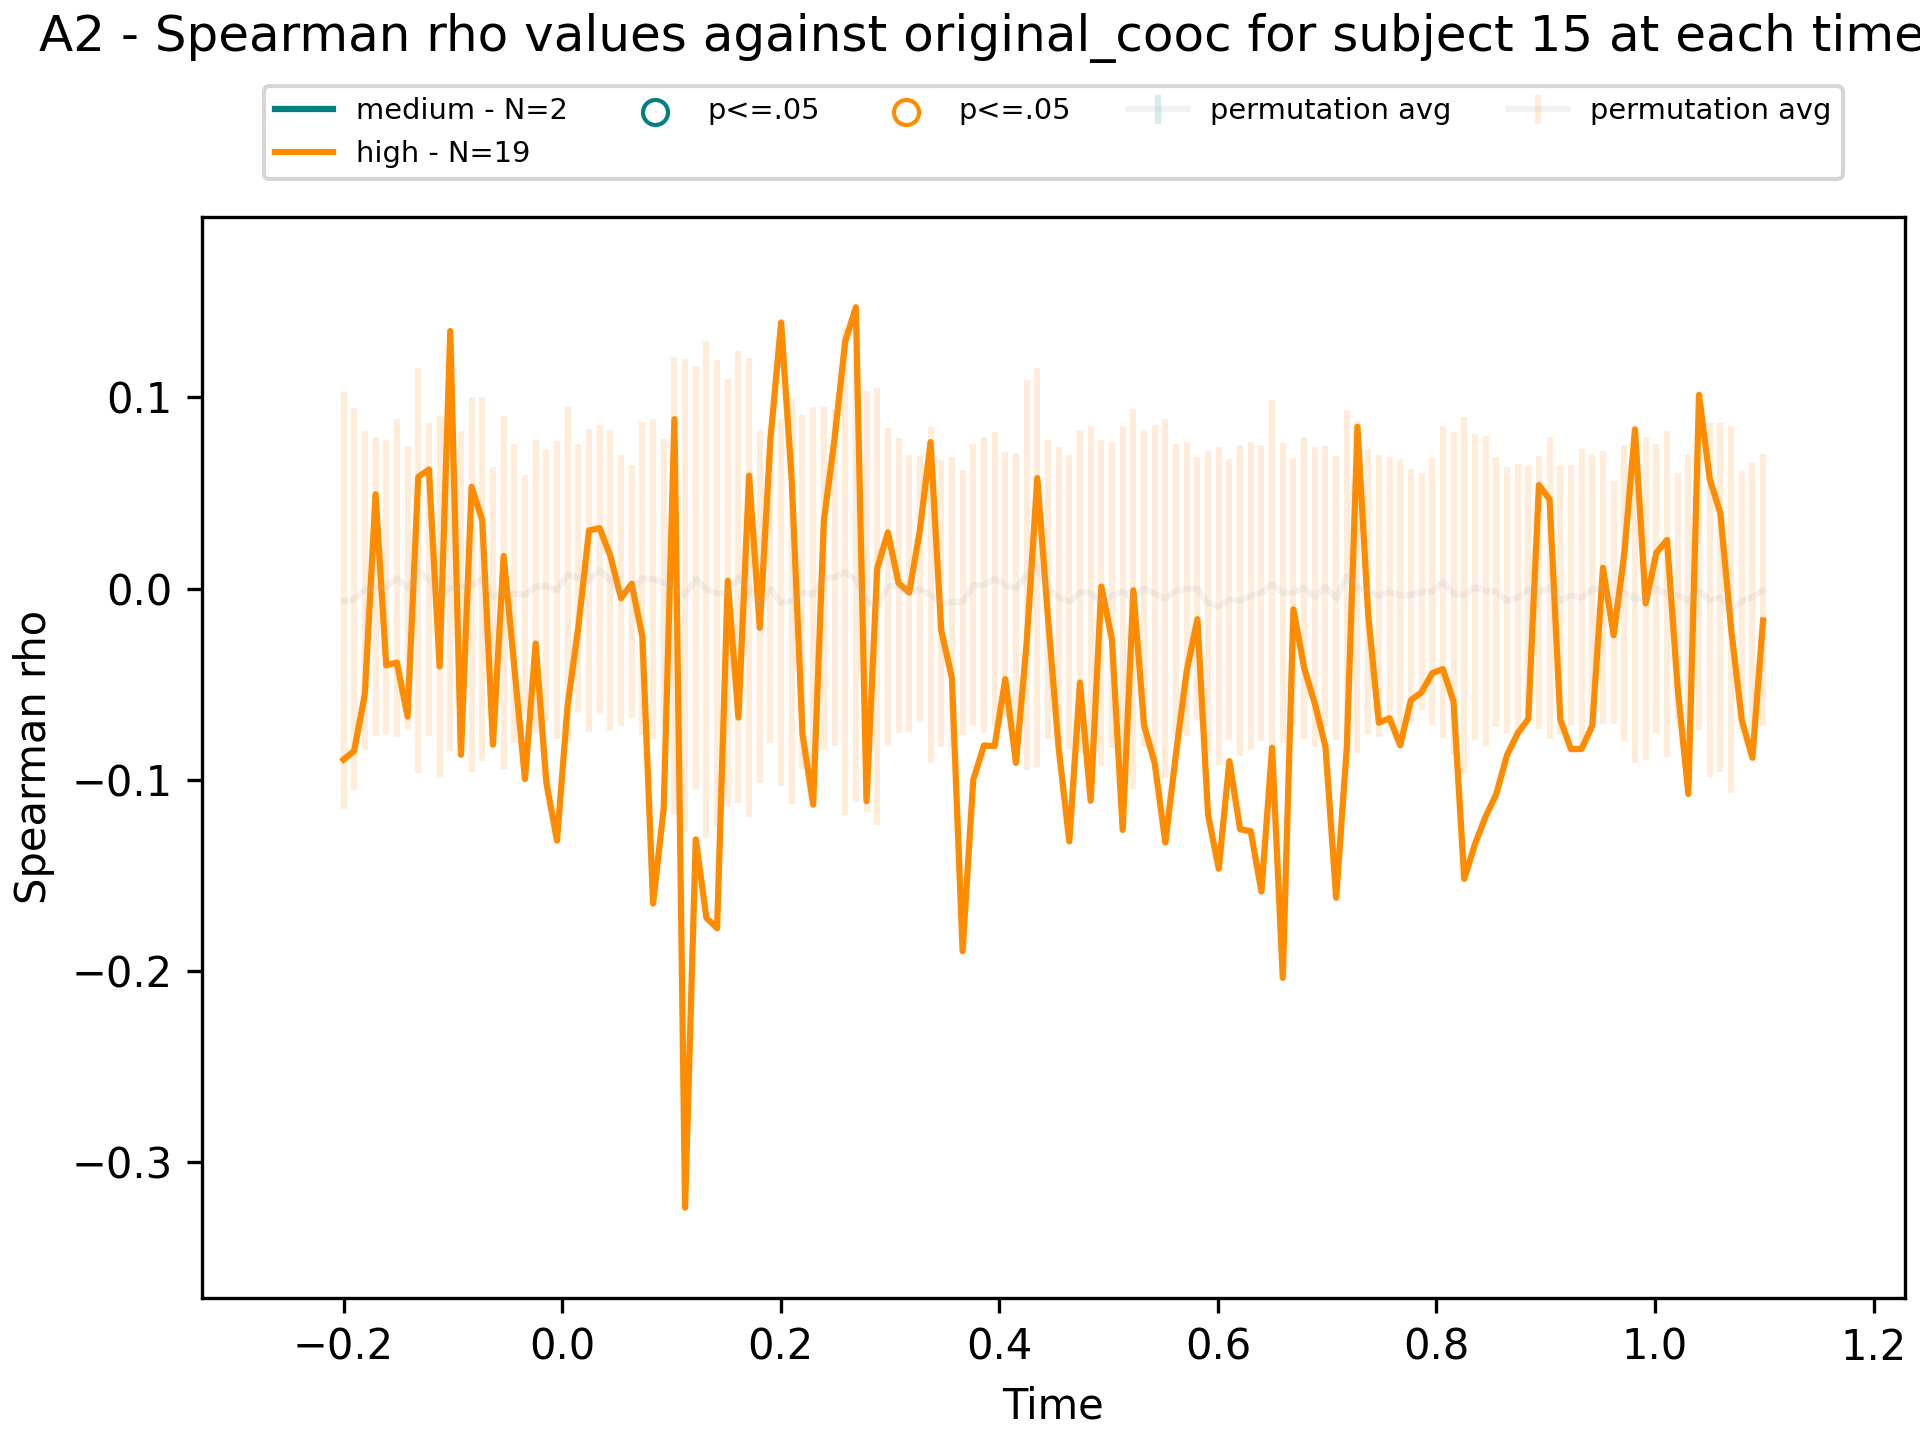 A2 - Spearman rho values against original_cooc for subject 15 at each time
medium - N=2
high - N=19
p<=.05
p<=.05
permutation avg
permutation avg
Spearman rho
0.1
0.0
−0.1
−0.2
−0.3
−0.2
0.0
0.2
0.4
0.6
0.8
1.0
1.2
Time